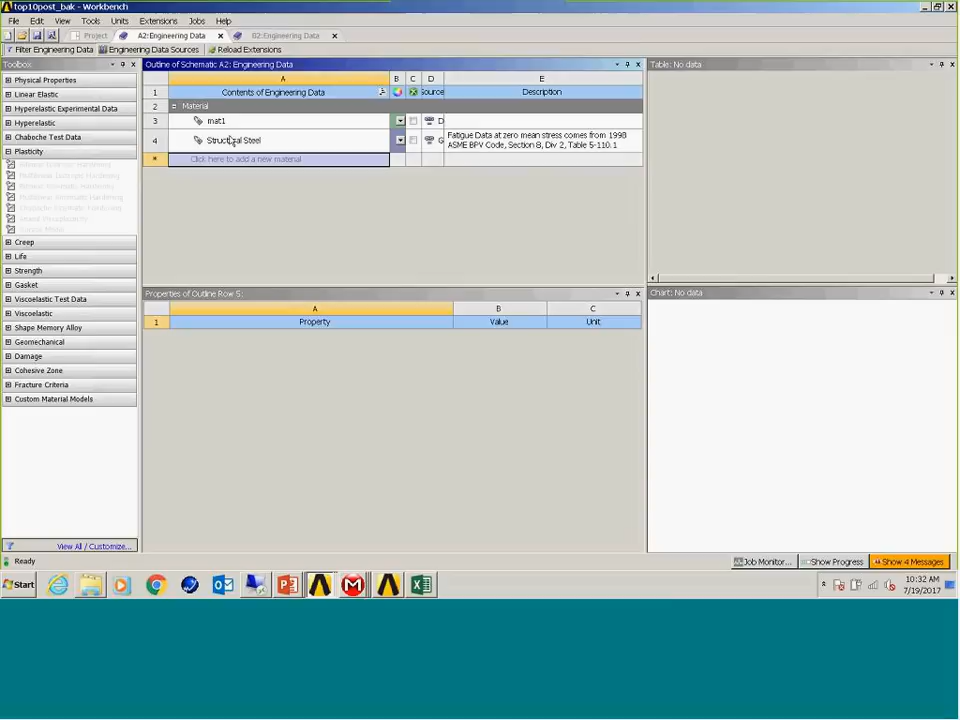 top10post_bak - Workbench
File Edit View Tools Units Extensions Jobs Help
Project A2:Engineering Data B2:Engineering Data
Filter Engineering Data Engineering Data Sources Reload Extensions
Toolbox
Physical Properties
Linear Elastic
Hyperelastic Experimental Data
Hyperelastic
Chaboche Test Data
Plasticity
Creep
Life
Strength
Gasket
Viscoelastic Test Data
Viscoelastic
Shape Memory Alloy
Geomechanical
Damage
Cohesive Zone
Fracture Criteria
Custom Material Models
View All / Customize...
Outline of Schematic A2: Engineering Data
A B C D E
1 Contents of Engineering Data Source Description
2 Material
3 mat1 D
4 Structural Steel G Fatigue Data at zero mean stress comes from 1998
ASME BPV Code, Section 8, Div 2, Table 5-110.1
* Click here to add a new material
Properties of Outline Row 5:
A B C
1 Property Value Unit
Table: No data
Chart: No data
Ready
Job Monitor... Show Progress Show 4 Messages
Start
10:32 AM
7/19/2017